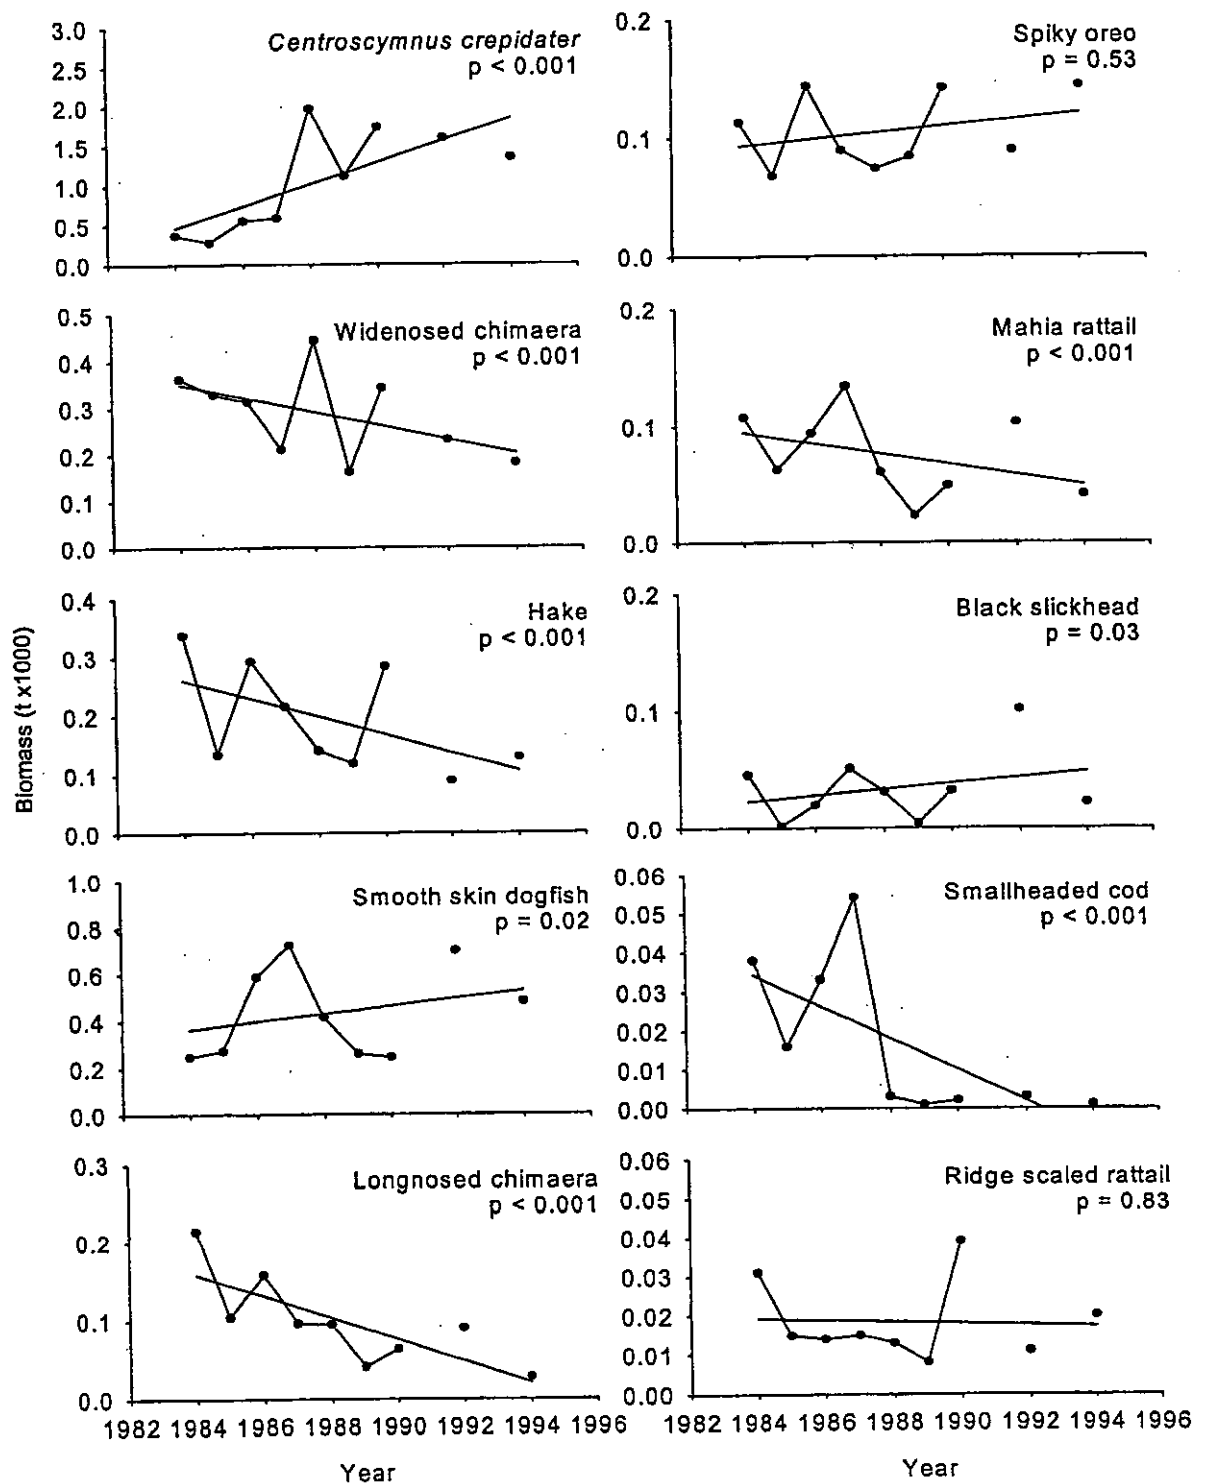 Centroscymnus crepidater
p < 0.001
3.0
2.5
2.0
1.5
1.0
0.5
0.0
Spiky oreo
p = 0.53
0.2
0.1
0.0
Widenosed chimaera
p < 0.001
0.5
0.4
0.3
0.2
0.1
0.0
Mahia rattail
p < 0.001
0.2
0.1
0.0
Biomass (t x1000)
Hake
p < 0.001
0.4
0.3
0.2
0.1
0.0
Black slickhead
p = 0.03
0.2
0.1
0.0
Smooth skin dogfish
p = 0.02
1.0
0.8
0.6
0.4
0.2
0.0
Smallheaded cod
p < 0.001
0.06
0.05
0.04
0.03
0.02
0.01
0.00
Longnosed chimaera
p < 0.001
0.3
0.2
0.1
0.0
1982 1984 1986 1988 1990 1992 1994 1996
Year
Ridge scaled rattail
p = 0.83
0.06
0.05
0.04
0.03
0.02
0.01
0.00
1982 1984 1986 1988 1990 1992 1994 1996
Year